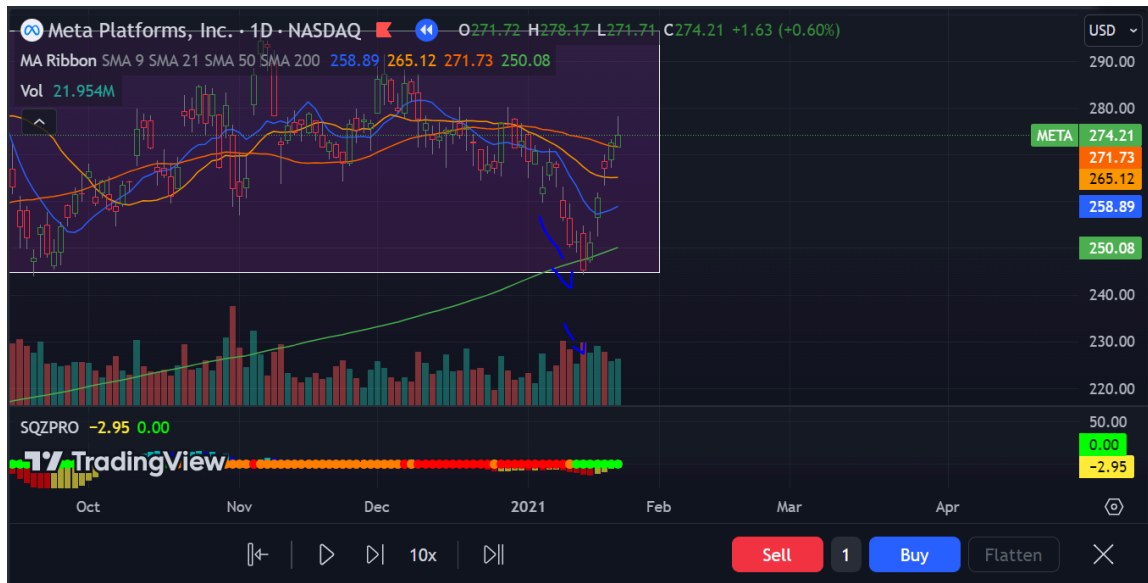 Meta Platforms, Inc. · 1D · NASDAQ O271.72 H278.17 L271.71 C274.21 +1.63 (+0.60%) USD
MA Ribbon SMA 9 SMA 21 SMA 50 SMA 200 258.89 265.12 271.73 250.08
Vol 21.954M
290.00
280.00
META 274.21
271.73
265.12
258.89
250.08
240.00
230.00
220.00
SQZPRO −2.95 0.00
50.00
0.00
−2.95
TradingView
Oct Nov Dec 2021 Feb Mar Apr
10x Sell 1 Buy Flatten